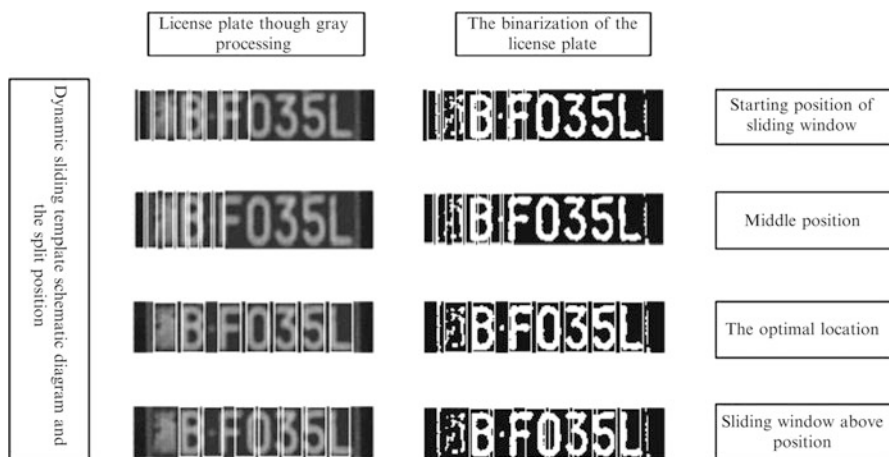 License plate though gray
processing
The binarization of the
license plate
Dynamic sliding template schematic diagram and
the split position
B·F035L
B·F035L
Starting position of
sliding window
B·F035L
B·F035L
Middle position
B·F035L
B·F035L
The optimal location
B·F035L
B·F035L
Sliding window above
position